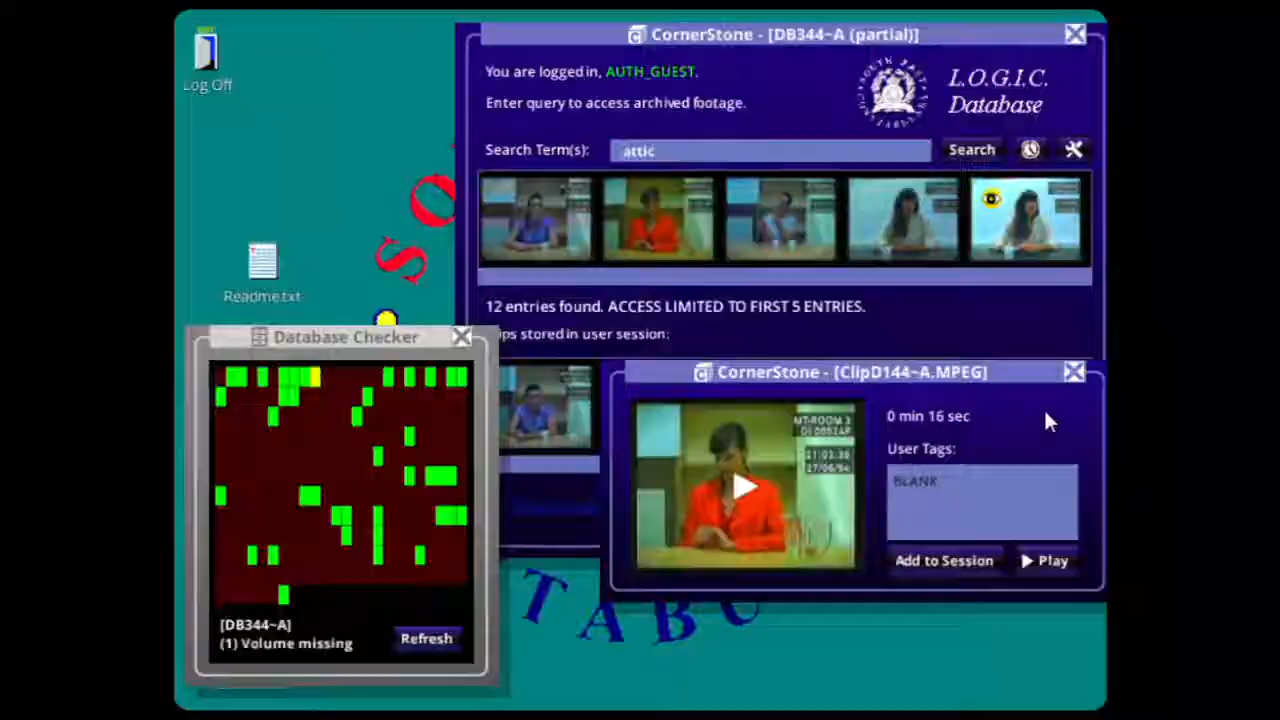 CornerStone - [DB344~A (partial)]
Log Off
You are logged in, AUTH_GUEST.
Enter query to access archived footage.
L.O.G.I.C.
Database
Search Term(s):
attic
Search
SO
Readme.txt
12 entries found. ACCESS LIMITED TO FIRST 5 ENTRIES.
ips stored in user session:
Database Checker
CornerStone - [ClipD144~A.MPEG]
0 min 16 sec
User Tags:
BLANK
Add to Session
Play
[DB344~A]
(1) Volume missing
Refresh
TABU